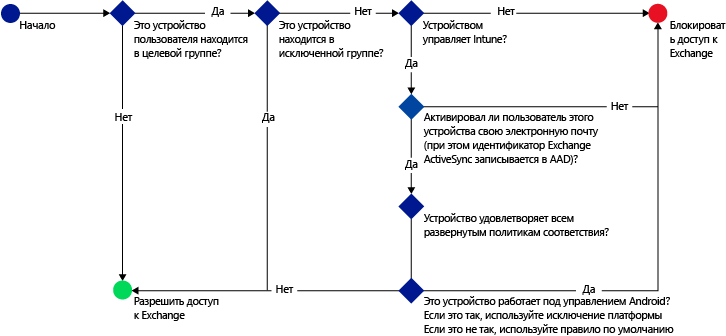 Начало
Это устройство
пользователя находится
в целевой группе?
Да
Это устройство
находится в
исключенной группе?
Нет
Устройством
управляет Intune?
Нет
Блокироват
ь доступ к
Exchange
Да
Нет
Да
Активировал ли пользователь этого
устройства свою электронную почту
(при этом идентификатор Exchange
ActiveSync записывается в AAD)?
Нет
Да
Устройство удовлетворяет всем
развернутым политикам соответствия?
Разрешить доступ
к Exchange
Нет
Да
Это устройство работает под управлением Android?
Если это так, используйте исключение платформы
Если это не так, используйте правило по умолчанию